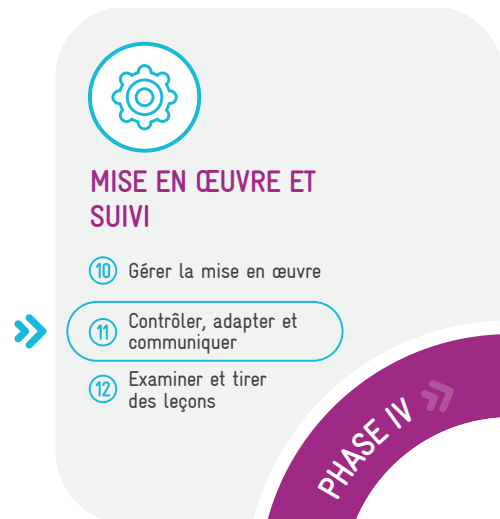 MISE EN ŒUVRE ET
SUIVI
10 Gérer la mise en œuvre
11 Contrôler, adapter et
communiquer
12 Examiner et tirer
des leçons
PHASE IV